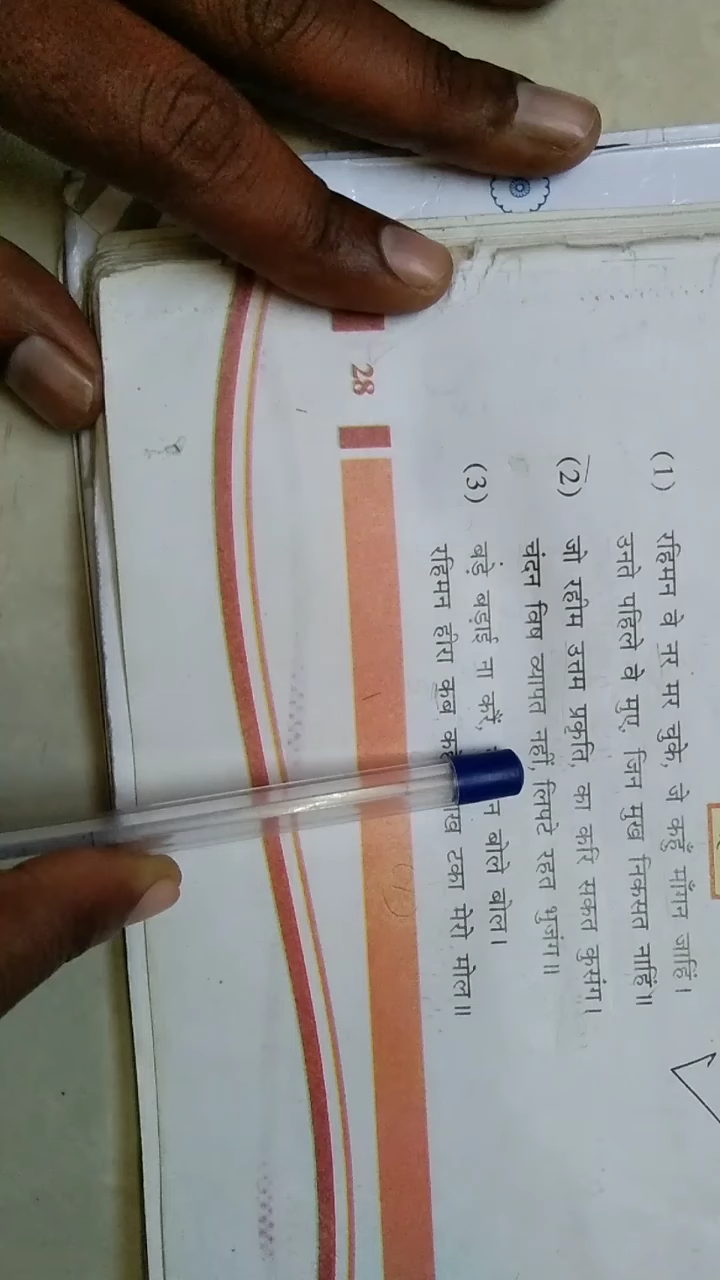 (1) रहिमन वे नर मर चुके, जे कहुँ माँगन जाहिं।
उनते पहिले वे मुए, जिन मुख निकसत नाहिं॥
(2) जो रहीम उत्तम प्रकृति, का करि सकत कुसंग।
चंदन विष व्यापत नहीं, लिपटे रहत भुजंग॥
(3) बड़े बड़ाई ना करें, न बोले बोल।
रहिमन हीरा कब टका मेरो मोल॥
28